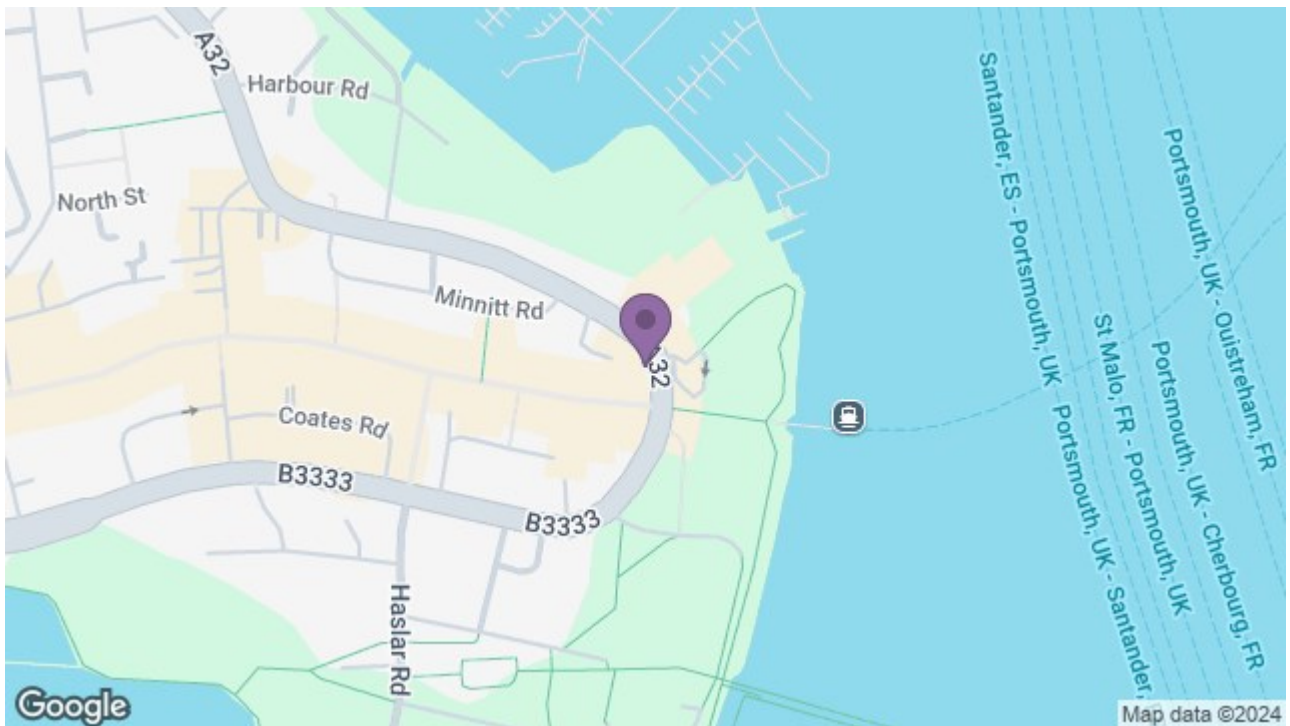 A32
Harbour Rd
North St
Minnitt Rd
Coates Rd
B3333
B3333
Haslar Rd
Santander, ES - Portsmouth, UK
Portsmouth, UK - Ouistreham, FR
St Malo, FR - Portsmouth, UK
Portsmouth, UK - Cherbourg, FR
Portsmouth, UK - Santander,
Google
Map data ©2024